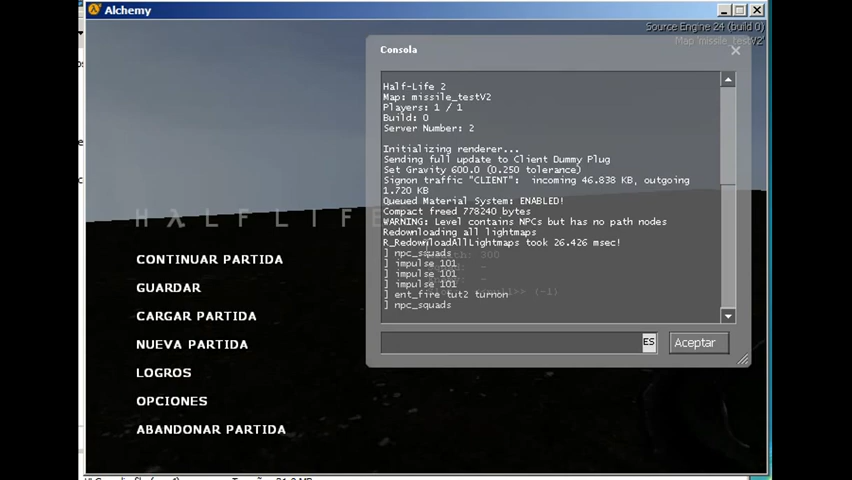 Alchemy
Source Engine 24 (build 0)
Map 'missile_testV2'
Consola
Half-Life 2
Map: missile_testV2
Players: 1 / 1
Build: 0
Server Number: 2
Initializing renderer...
Sending full update to Client Dummy Plug
Set Gravity 600.0 (0.250 tolerance)
Signon traffic "CLIENT":  incoming 46.838 KB, outgoing
1.720 KB
Queued Material System: ENABLED!
Compact freed 778240 bytes
WARNING: Level contains NPCs but has no path nodes
Redownloading all lightmaps
R_RedownloadAllLightmaps took 26.426 msec!
] npc_squads
] impulse 101
] impulse 101
] impulse 101
] ent_fire tut2 turnon
] npc_squads
ES
Aceptar
HALF LIFE
CONTINUAR PARTIDA
GUARDAR
CARGAR PARTIDA
NUEVA PARTIDA
LOGROS
OPCIONES
ABANDONAR PARTIDA